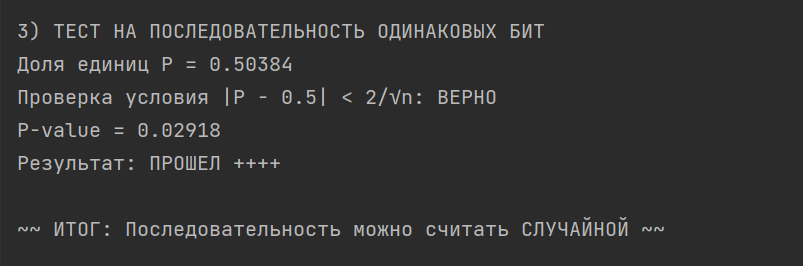 3) ТЕСТ НА ПОСЛЕДОВАТЕЛЬНОСТЬ ОДИНАКОВЫХ БИТ
Доля единиц P = 0.50384
Проверка условия |P - 0.5| < 2/√n: ВЕРНО
P-value = 0.02918
Результат: ПРОШЕЛ ++++
~~ ИТОГ: Последовательность можно считать СЛУЧАЙНОЙ ~~